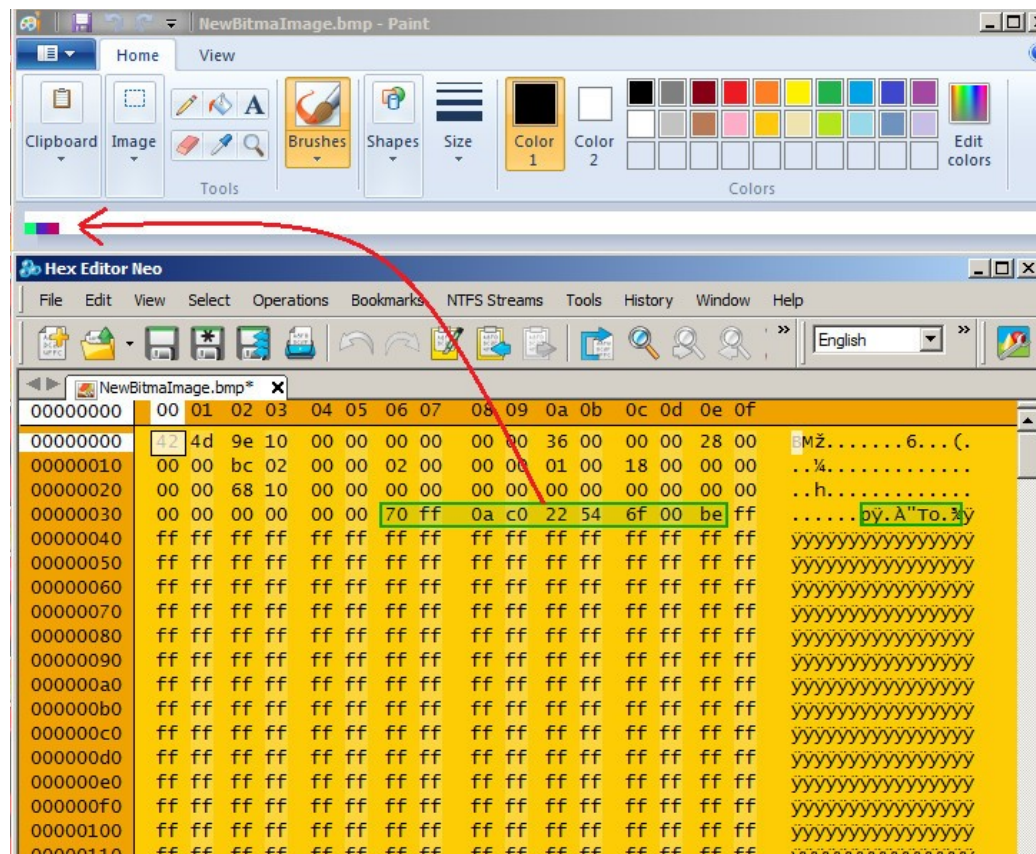 NewBitmaImage.bmp - Paint
Home View
A
Clipboard Image Brushes Shapes Size Color 1 Color 2 Edit colors
Tools Colors
Hex Editor Neo
File Edit View Select Operations Bookmarks NTFS Streams Tools History Window Help
English
NewBitmaImage.bmp*
00000000 00 01 02 03 04 05 06 07 08 09 0a 0b 0c 0d 0e 0f
00000000 42 4d 9e 10 00 00 00 00 00 00 36 00 00 00 28 00 BMž.......6...(.
00000010 00 00 bc 02 00 00 02 00 00 00 01 00 18 00 00 00 ..¼.............
00000020 00 00 68 10 00 00 00 00 00 00 00 00 00 00 00 00 ..h.............
00000030 00 00 00 00 00 00 70 ff 0a c0 22 54 6f 00 be ff ......pÿ.À"To.¾ÿ
00000040 ff ff ff ff ff ff ff ff ff ff ff ff ff ff ff ff ÿÿÿÿÿÿÿÿÿÿÿÿÿÿÿÿ
00000050 ff ff ff ff ff ff ff ff ff ff ff ff ff ff ff ff ÿÿÿÿÿÿÿÿÿÿÿÿÿÿÿÿ
00000060 ff ff ff ff ff ff ff ff ff ff ff ff ff ff ff ff ÿÿÿÿÿÿÿÿÿÿÿÿÿÿÿÿ
00000070 ff ff ff ff ff ff ff ff ff ff ff ff ff ff ff ff ÿÿÿÿÿÿÿÿÿÿÿÿÿÿÿÿ
00000080 ff ff ff ff ff ff ff ff ff ff ff ff ff ff ff ff ÿÿÿÿÿÿÿÿÿÿÿÿÿÿÿÿ
00000090 ff ff ff ff ff ff ff ff ff ff ff ff ff ff ff ff ÿÿÿÿÿÿÿÿÿÿÿÿÿÿÿÿ
000000a0 ff ff ff ff ff ff ff ff ff ff ff ff ff ff ff ff ÿÿÿÿÿÿÿÿÿÿÿÿÿÿÿÿ
000000b0 ff ff ff ff ff ff ff ff ff ff ff ff ff ff ff ff ÿÿÿÿÿÿÿÿÿÿÿÿÿÿÿÿ
000000c0 ff ff ff ff ff ff ff ff ff ff ff ff ff ff ff ff ÿÿÿÿÿÿÿÿÿÿÿÿÿÿÿÿ
000000d0 ff ff ff ff ff ff ff ff ff ff ff ff ff ff ff ff ÿÿÿÿÿÿÿÿÿÿÿÿÿÿÿÿ
000000e0 ff ff ff ff ff ff ff ff ff ff ff ff ff ff ff ff ÿÿÿÿÿÿÿÿÿÿÿÿÿÿÿÿ
000000f0 ff ff ff ff ff ff ff ff ff ff ff ff ff ff ff ff ÿÿÿÿÿÿÿÿÿÿÿÿÿÿÿÿ
00000100 ff ff ff ff ff ff ff ff ff ff ff ff ff ff ff ff ÿÿÿÿÿÿÿÿÿÿÿÿÿÿÿÿ